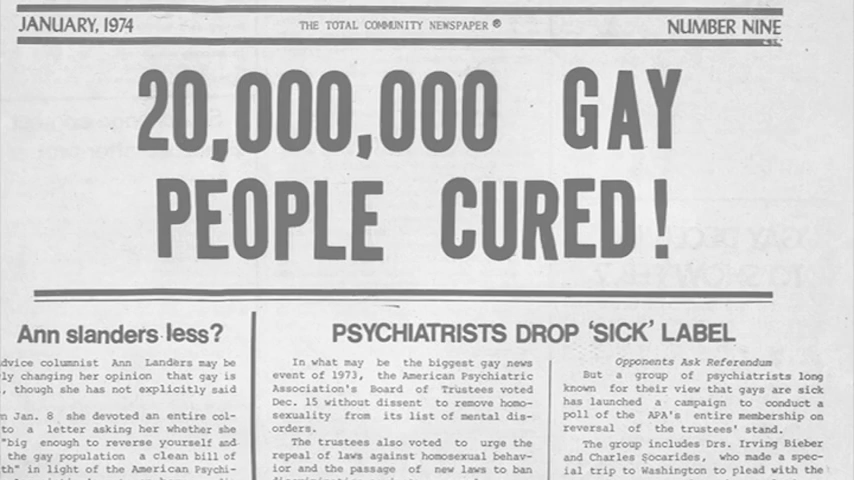 JANUARY, 1974
THE TOTAL COMMUNITY NEWSPAPER ®
NUMBER NINE
20,000,000 GAY
PEOPLE CURED!
Ann slanders less?
dvice columnist Ann Landers may be
ly changing her opinion that gay is
, though she has not explicitly said
n Jan. 8 she devoted an entire col-
to a letter asking her whether she
"big enough to reverse yourself and
the gay population a clean bill of
th" in light of the American Psychi-
PSYCHIATRISTS DROP 'SICK' LABEL
In what may be the biggest gay news
event of 1973, the American Psychiatric
Association's Board of Trustees voted
Dec. 15 without dissent to remove homo-
sexuality from its list of mental dis-
orders.
The trustees also voted to urge the
repeal of laws against homosexual behav-
ior and the passage of new laws to ban
Opponents Ask Referendum
But a group of psychiatrists long
known for their view that gays are sick
has launched a campaign to conduct a
poll of the APA's entire membership on
reversal of the trustees' stand.
The group includes Drs. Irving Bieber
and Charles Socarides, who made a spec-
ial trip to Washington to plead with the